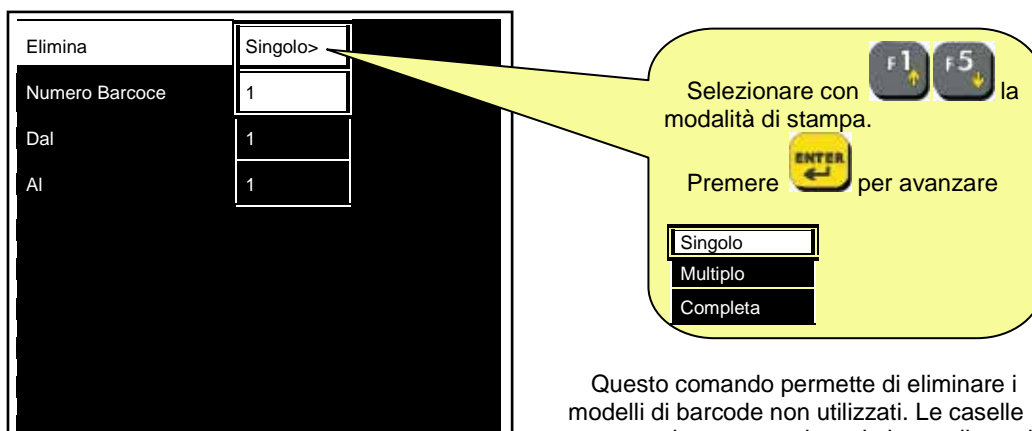 Elimina Singolo>
Numero Barcoce 1
Dal 1
Al 1
Selezionare con F1 F5 la
modalità di stampa.
Premere ENTER per avanzare
Singolo
Multiplo
Completa
Questo comando permette di eliminare i
modelli di barcode non utilizzati. Le caselle